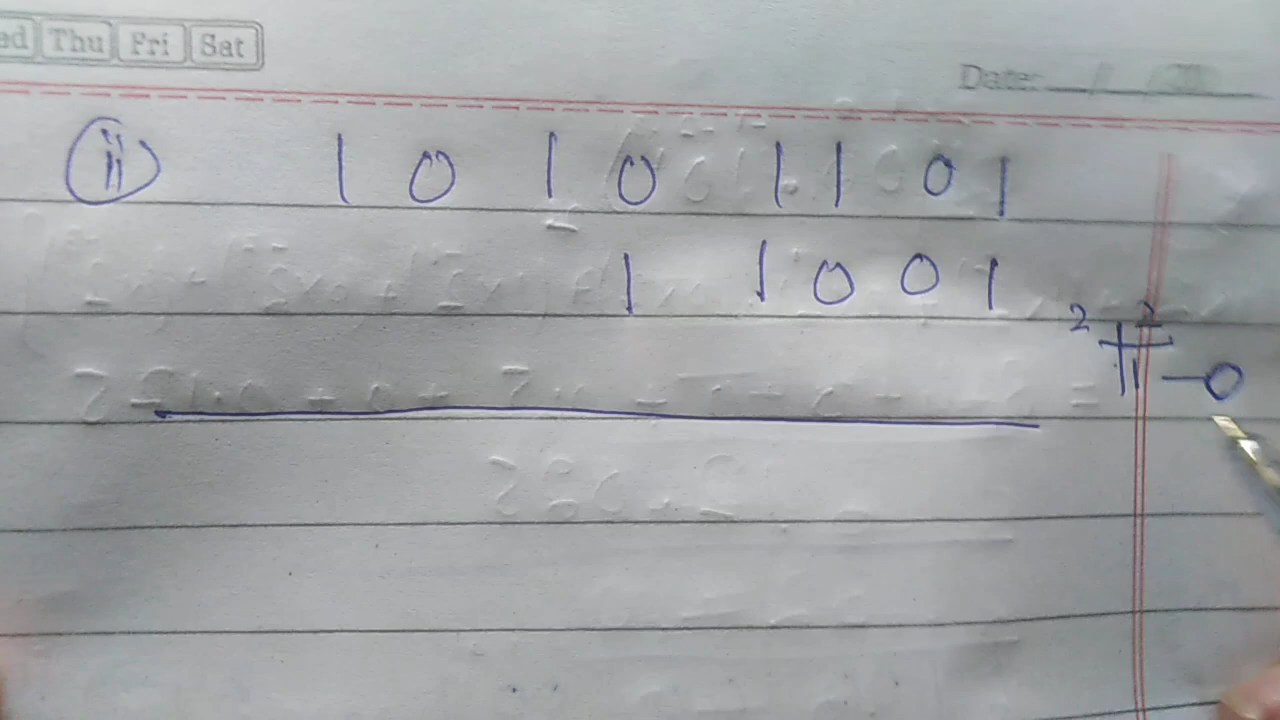 Thu Fri Sat
Date:
ii 1 0 1 0 1 1 0 1
1 1 0 0 1
2 2
1 - 0